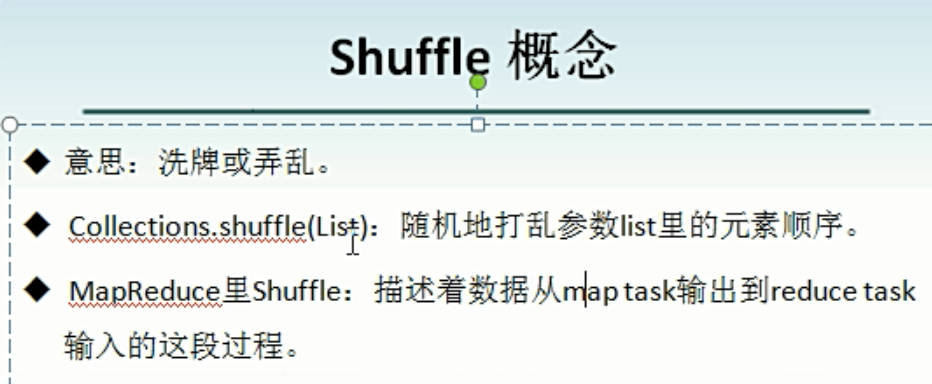 Shuffle 概念
◆ 意思：洗牌或弄乱。
◆ Collections.shuffle(List)：随机地打乱参数list里的元素顺序。
◆ MapReduce里Shuffle：描述着数据从map task输出到reduce task
输入的这段过程。